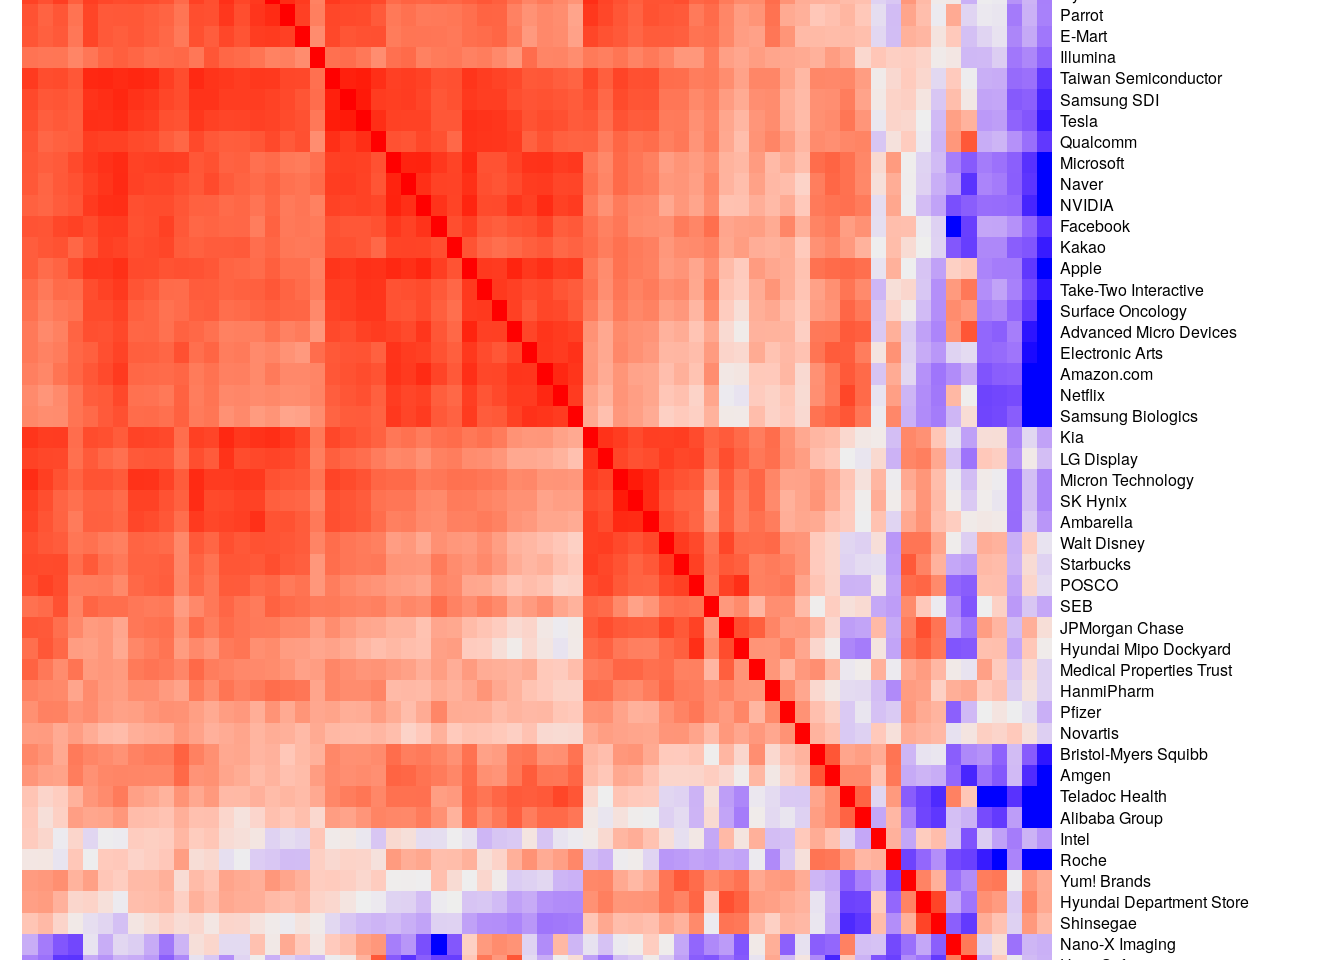 Parrot
E-Mart
Illumina
Taiwan Semiconductor
Samsung SDI
Tesla
Qualcomm
Microsoft
Naver
NVIDIA
Facebook
Kakao
Apple
Take-Two Interactive
Surface Oncology
Advanced Micro Devices
Electronic Arts
Amazon.com
Netflix
Samsung Biologics
Kia
LG Display
Micron Technology
SK Hynix
Ambarella
Walt Disney
Starbucks
POSCO
SEB
JPMorgan Chase
Hyundai Mipo Dockyard
Medical Properties Trust
HanmiPharm
Pfizer
Novartis
Bristol-Myers Squibb
Amgen
Teladoc Health
Alibaba Group
Intel
Roche
Yum! Brands
Hyundai Department Store
Shinsegae
Nano-X Imaging